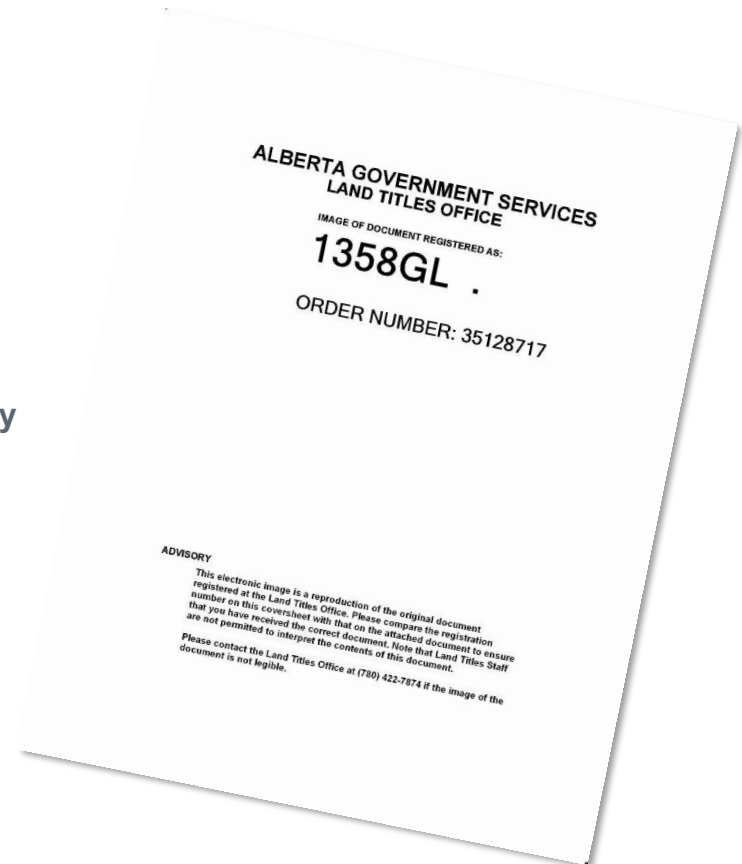 ALBERTA GOVERNMENT SERVICES
LAND TITLES OFFICE
IMAGE OF DOCUMENT REGISTERED AS:
1358GL .
ORDER NUMBER: 35128717
y
ADVISORY
This electronic image is a reproduction of the original document
registered at the Land Titles Office. Please compare the registration
number on this coversheet with that on the attached document to ensure
that you have received the correct document. Note that Land Titles Staff
are not permitted to interpret the contents of this document.
Please contact the Land Titles Office at (780) 422-7874 if the image of the
document is not legible.